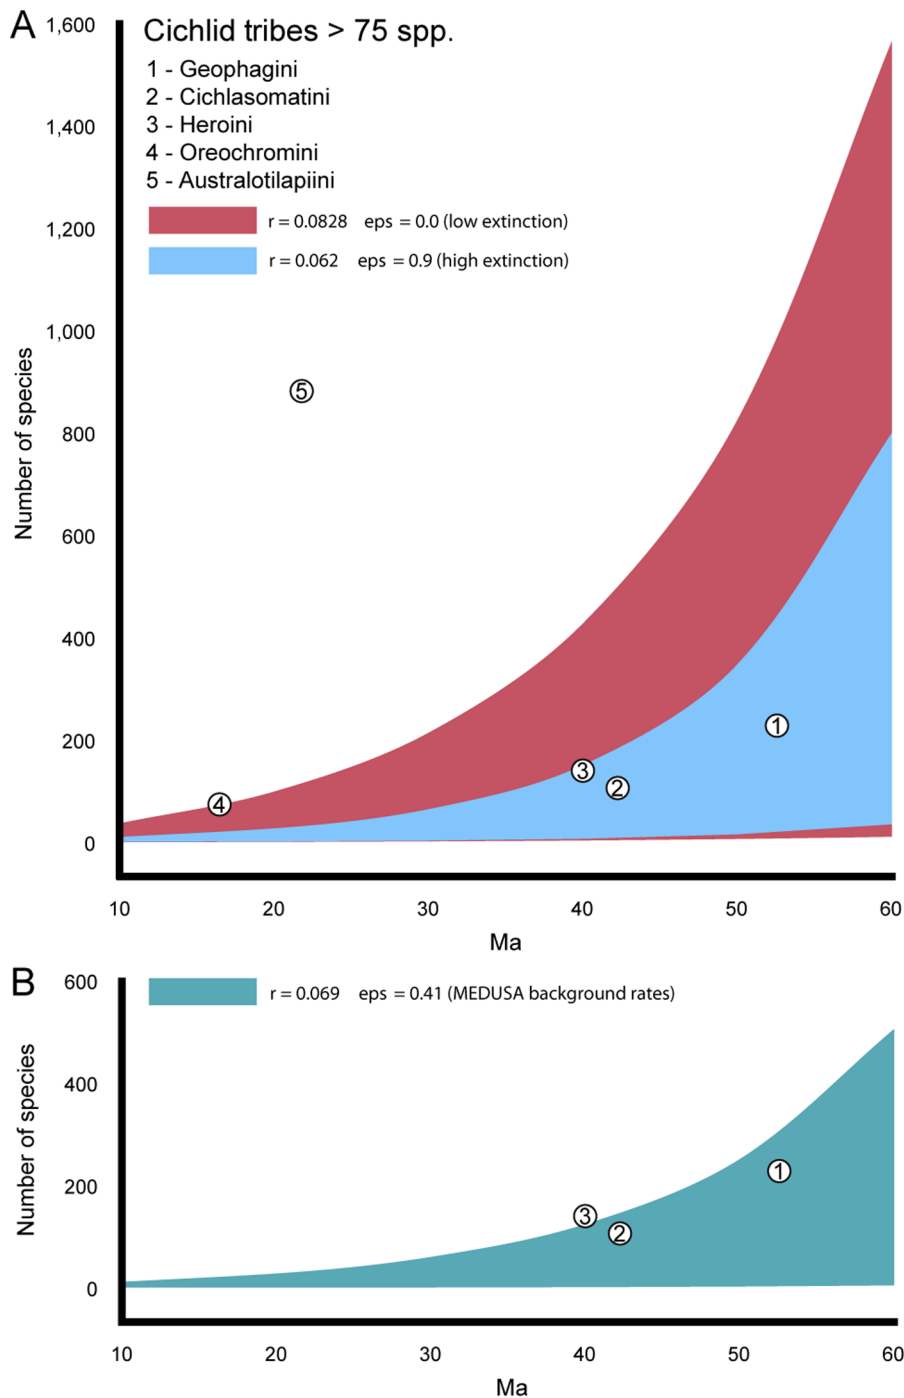 A
Cichlid tribes > 75 spp.
1 - Geophagini
2 - Cichlasomatini
3 - Heroini
4 - Oreochromini
5 - Australotilapiini
r = 0.0828 eps = 0.0 (low extinction)
r = 0.062 eps = 0.9 (high extinction)
Number of species
1,600
1,400
1,200
1,000
800
600
400
200
0
5
4
3
2
1
10 20 30 40 50 60
Ma
B
r = 0.069 eps = 0.41 (MEDUSA background rates)
Number of species
600
400
200
0
3
2
1
10 20 30 40 50 60
Ma